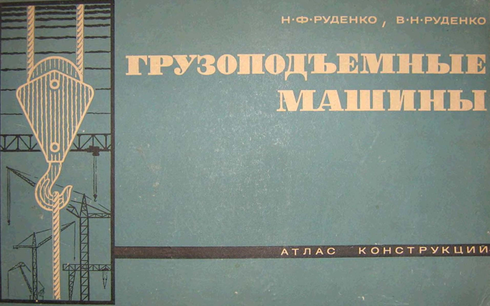 Н·Ф·РУДЕНКО, В·Н·РУДЕНКО
ГРУЗОПОДЪЕМНЫЕ
МАШИНЫ
АТЛАС КОНСТРУКЦИЙ